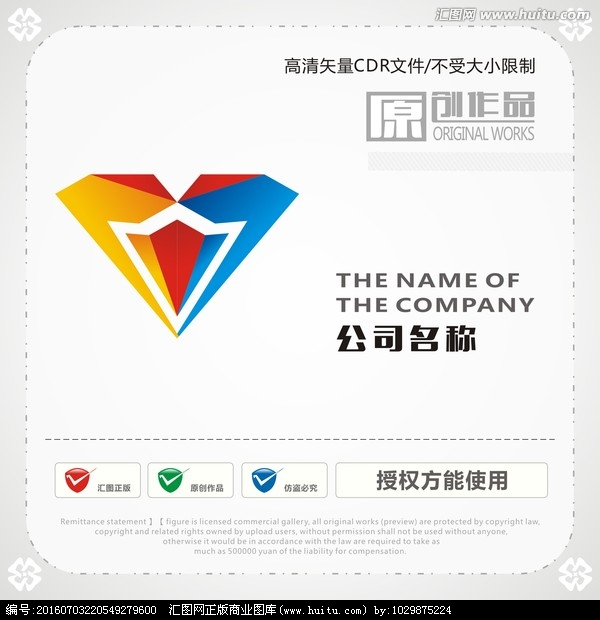 汇图网 www.huitu.com
高清矢量CDR文件/不受大小限制
原创作品
ORIGINAL WORKS
THE NAME OF
THE COMPANY
公司名称
汇图正版
原创作品
仿盗必究
授权方能使用
Remittance statement 】【 figure is licensed commercial gallery, all original works (preview) are protected by copyright law,
copyright and related rights owned by upload users, without permission shall not be used without anyone,
otherwise it would be in accordance with the law are required to take as
much as 500000 yuan of the liability for compensation.
编号:20160703220549279600 汇图网正版商业图库(www.huitu.com) by:1029875224